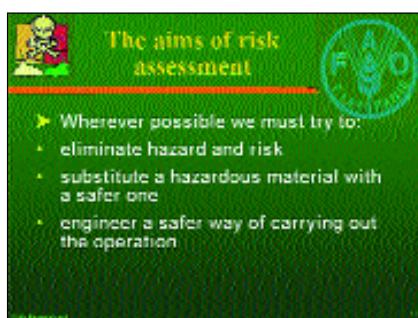 The aims of risk
assessment
Wherever possible we must try to:
eliminate hazard and risk
substitute a hazardous material with
a safer one
engineer a safer way of carrying out
the operation
F A O